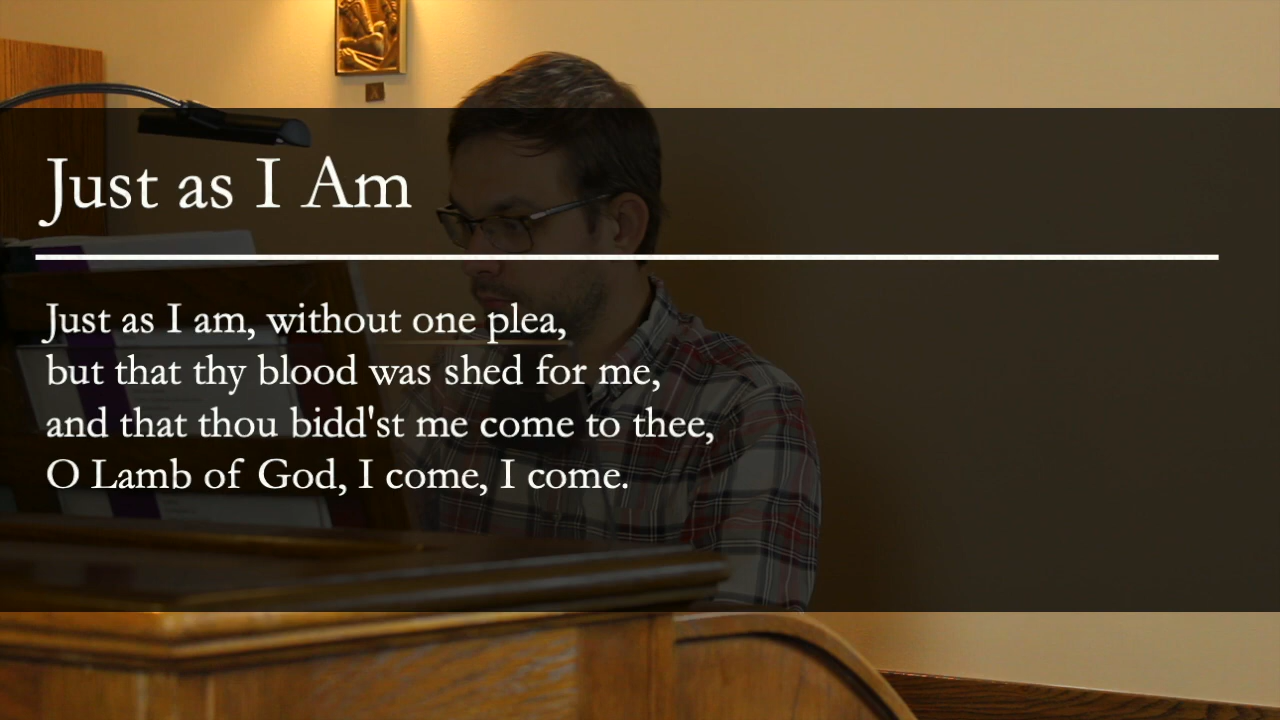 Just as I Am
Just as I am, without one plea,
but that thy blood was shed for me,
and that thou bidd'st me come to thee,
O Lamb of God, I come, I come.